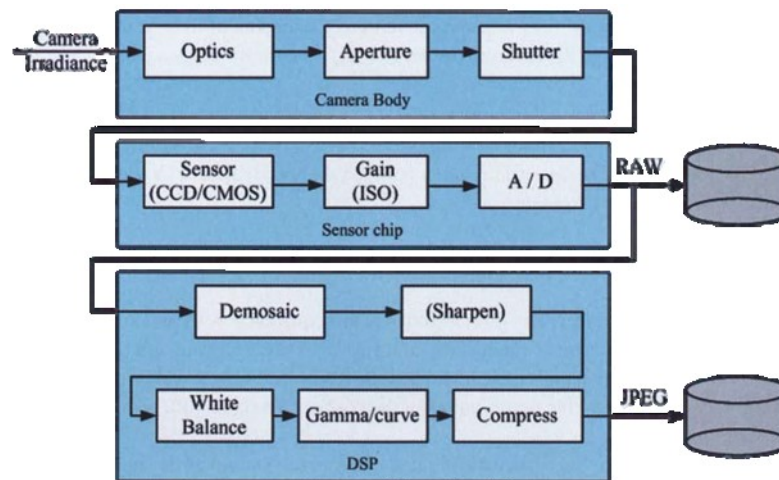 Camera
Irradiance
Optics
Aperture
Shutter
Camera Body
Sensor
(CCD/CMOS)
Gain
(ISO)
A / D
RAW
Sensor chip
Demosaic
(Sharpen)
White
Balance
Gamma/curve
Compress
JPEG
DSP